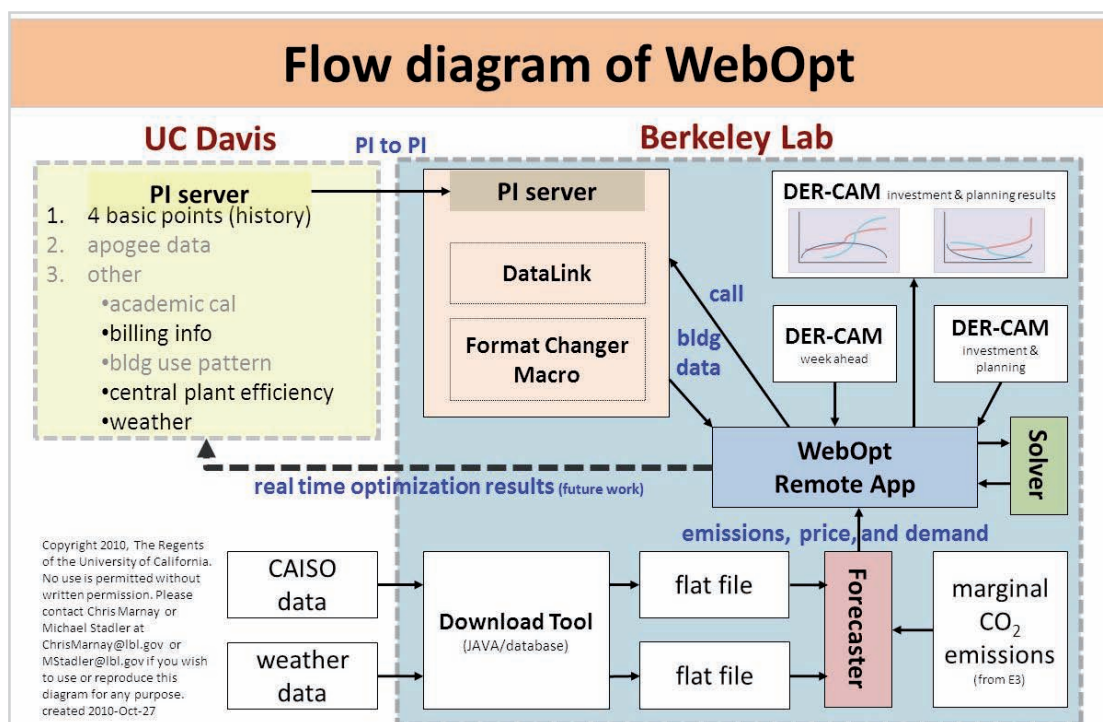 Flow diagram of WebOpt
UC Davis
PI to PI
Berkeley Lab
PI server
1. 4 basic points (history)
2. apogee data
3. other
•academic cal
•billing info
•bldg use pattern
•central plant efficiency
•weather
PI server
DataLink
Format Changer
Macro
call
bldg
data
DER-CAM investment & planning results
DER-CAM
week ahead
DER-CAM
investment &
planning
WebOpt
Remote App
Solver
real time optimization results (future work)
emissions, price, and demand
Copyright 2010, The Regents
of the University of California.
No use is permitted without
written permission. Please
contact Chris Marnay or
Michael Stadler at
ChrisMarnay@lbl.gov or
MStadler@lbl.gov if you wish
to use or reproduce this
diagram for any purpose.
created 2010-Oct-27
CAISO
data
weather
data
Download Tool
(JAVA/database)
flat file
flat file
Forecaster
marginal
CO2
emissions
(from E3)